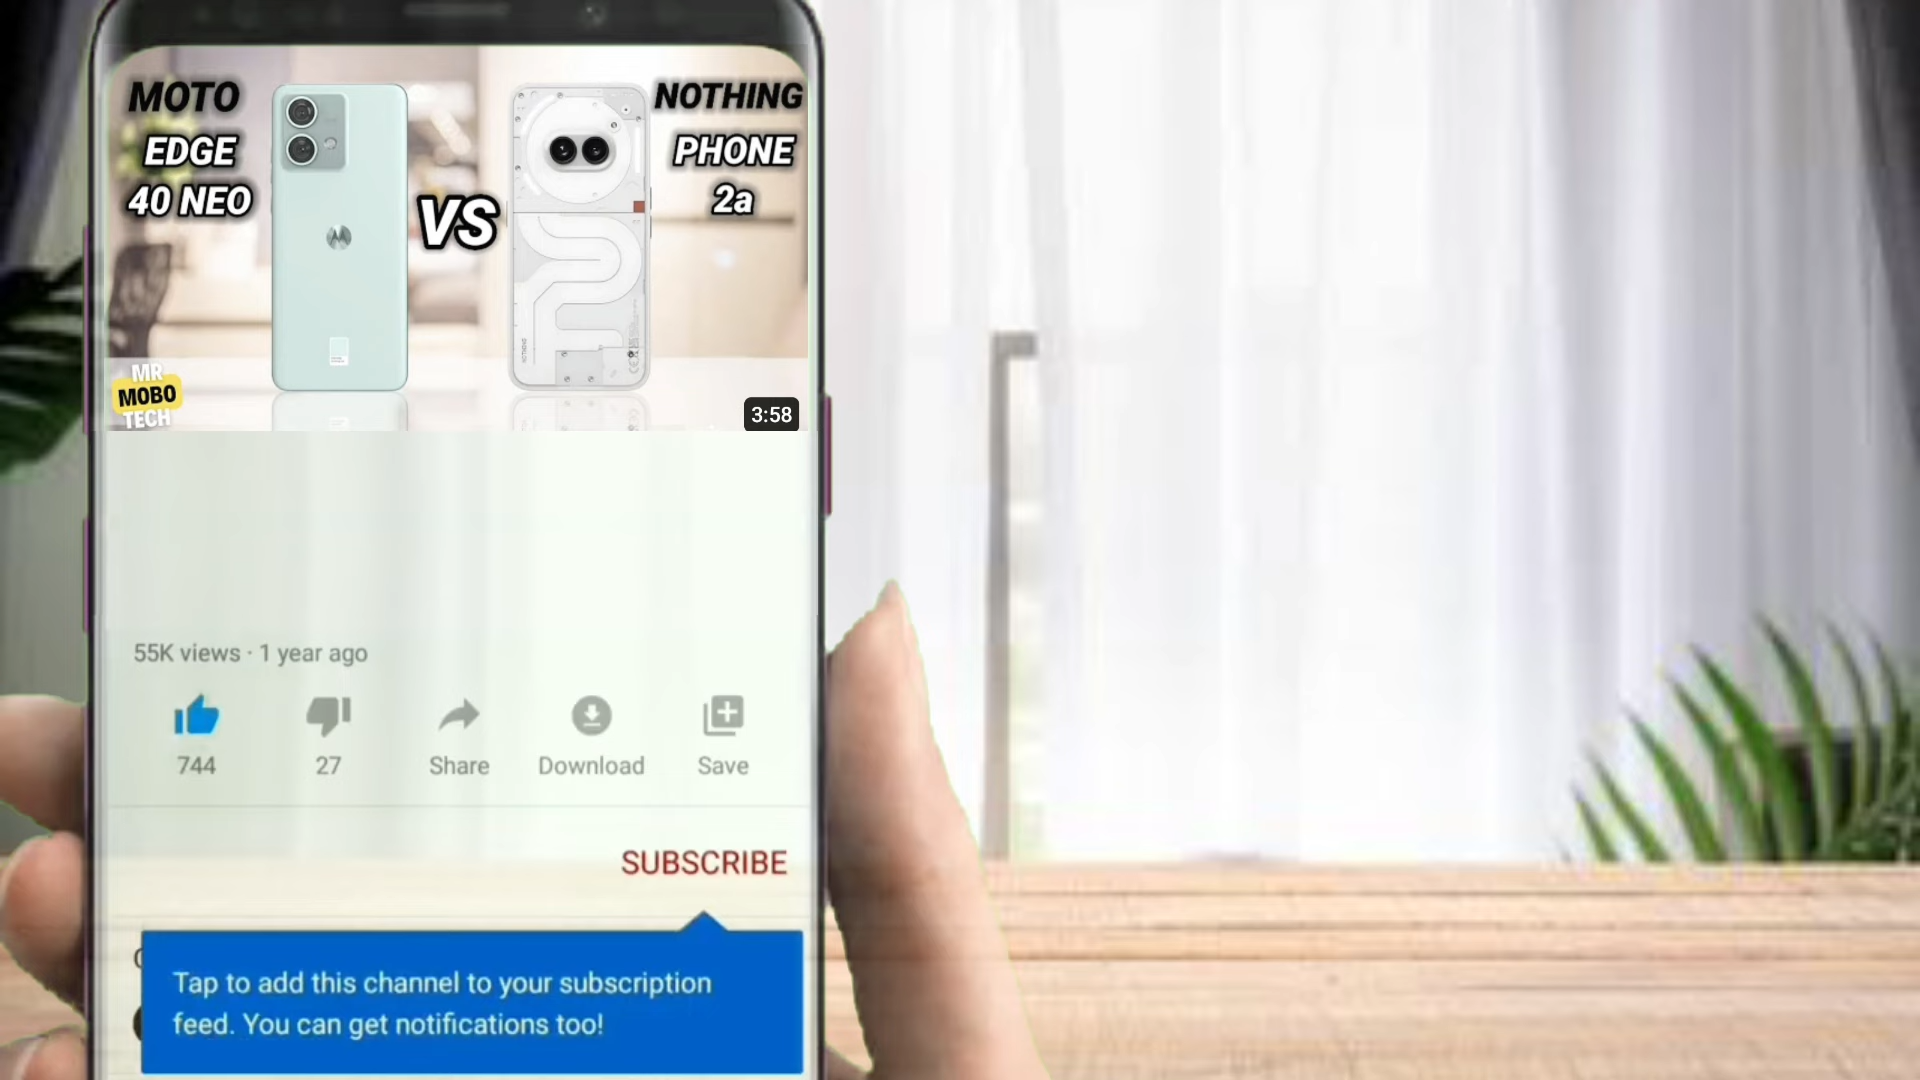 MOTO
EDGE
40 NEO
VS
NOTHING
PHONE
2a
MR
MOBO
TECH
3:58
55K views · 1 year ago
744
27
Share
Download
Save
SUBSCRIBE
Tap to add this channel to your subscription
feed. You can get notifications too!